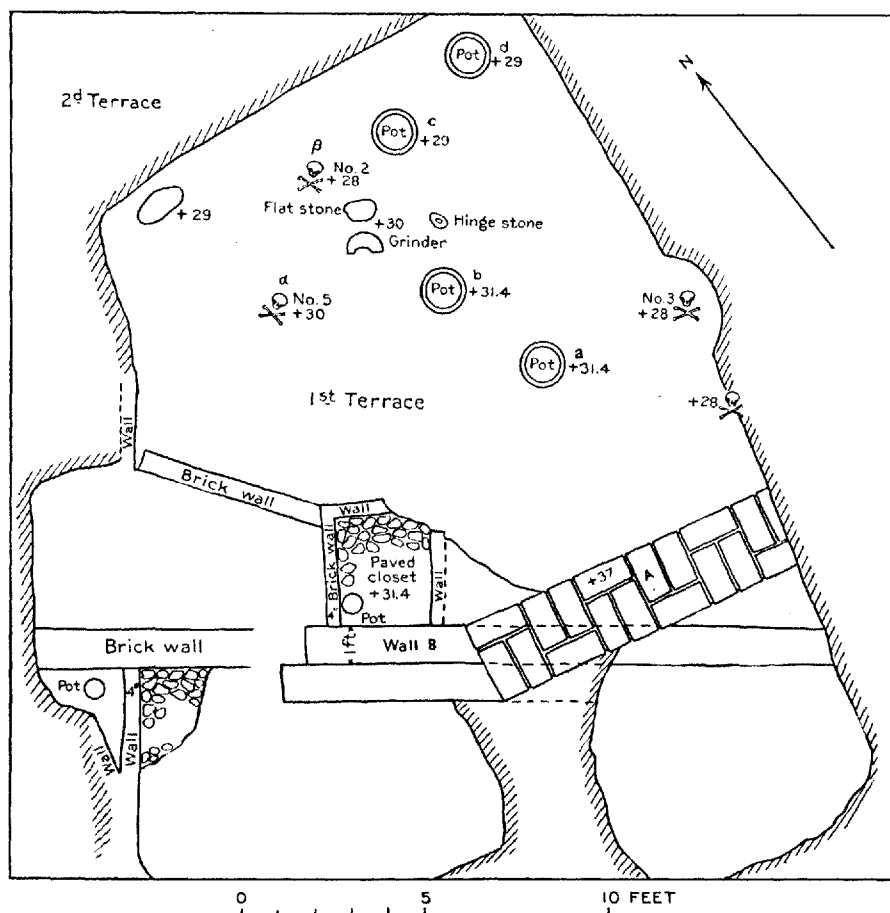 d
Pot
+29
N
2d Terrace
c
Pot
+29
β
No. 2
+28
+29
Flat stone
+30
Hinge stone
Grinder
α
No. 5
+30
b
Pot
+31.4
No. 3
+28
a
Pot
+31.4
1st Terrace
+28
Wall
Brick wall
Wall
Brick wall
Paved
closet
+31.4
Wall
4"
Pot
+37
A
Brick wall
1 ft
Wall B
Pot
4"
Wall
Wall
0 5 10 FEET